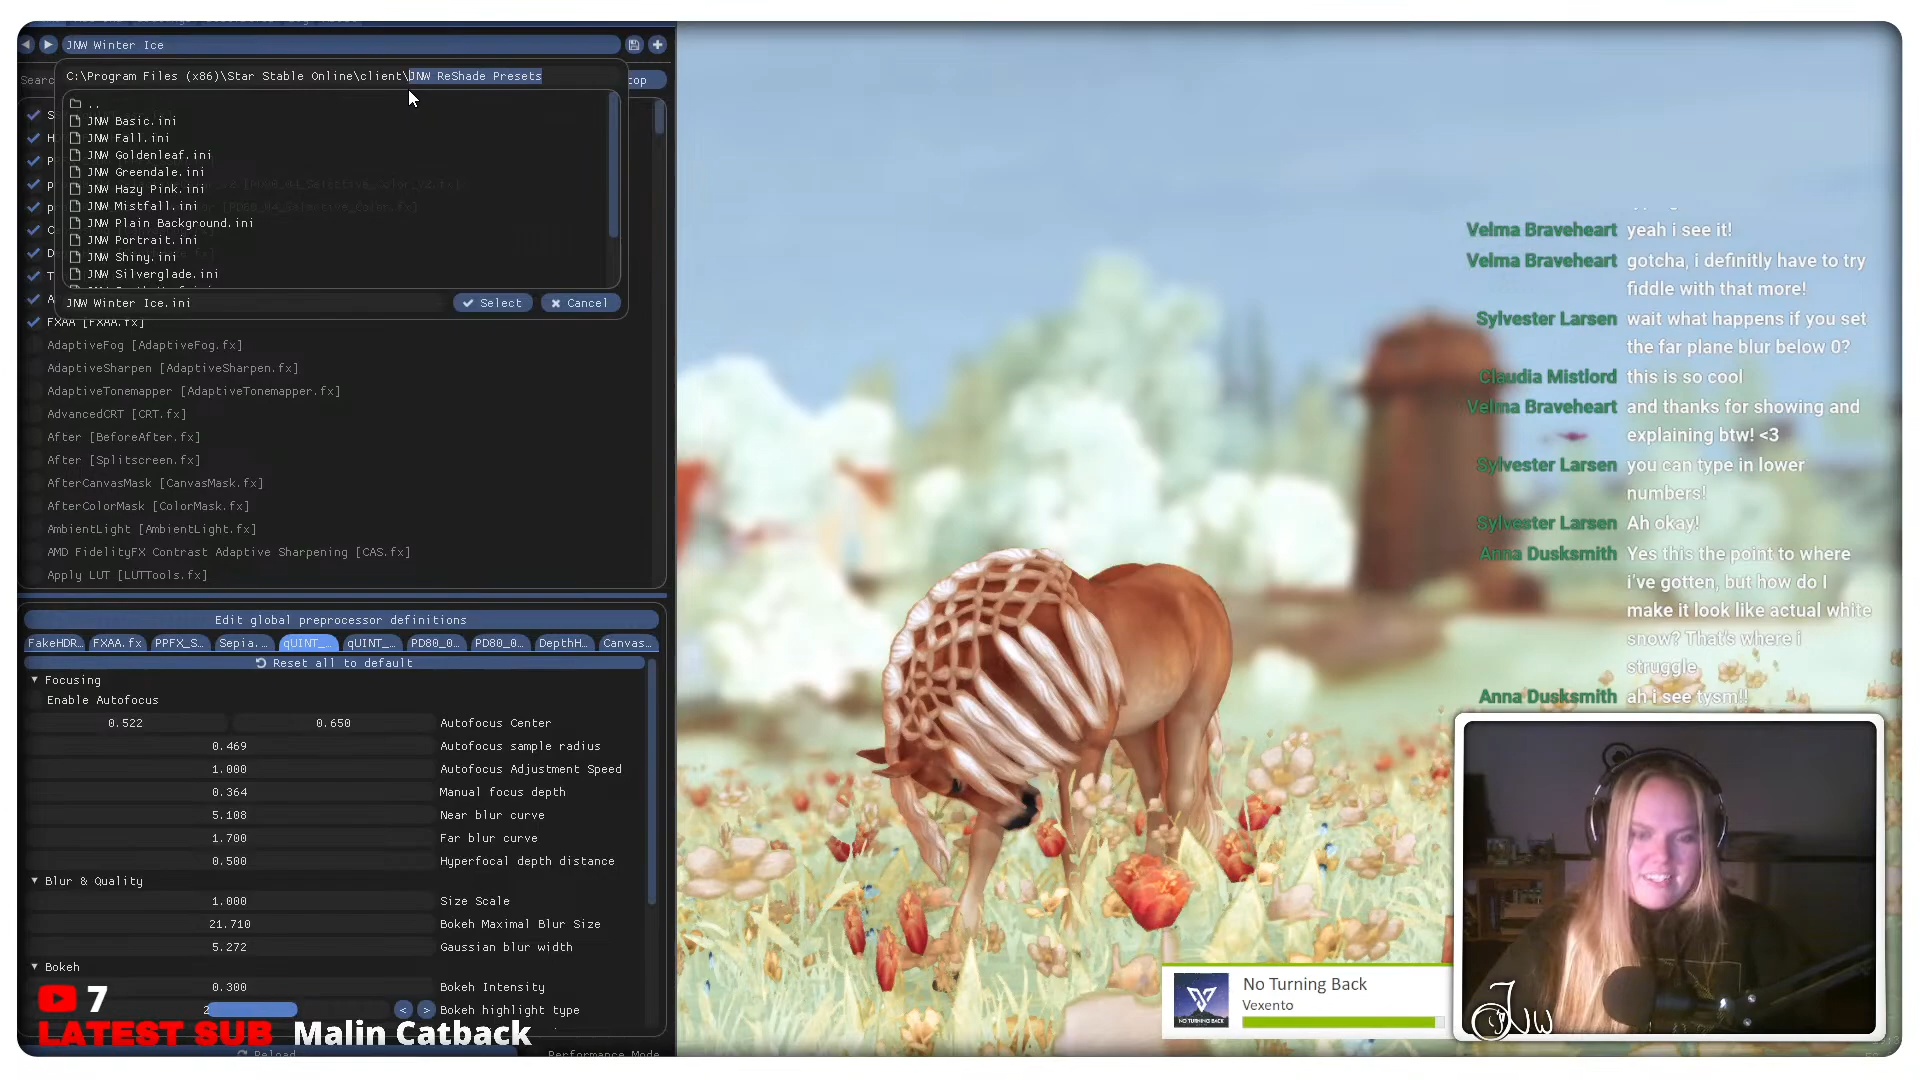 JNW Winter Ice
Searc
C:\Program Files (x86)\Star Stable Online\client\JNW ReShade Presets
top
..
JNW Basic.ini
JNW Fall.ini
JNW Goldenleaf.ini
JNW Greendale.ini
JNW Hazy Pink.ini
JNW Mistfall.ini
JNW Plain Background.ini
JNW Portrait.ini
JNW Shiny.ini
JNW Silverglade.ini
JNW Winter Ice.ini
Select
Cancel
FXAA [FXAA.fx]
AdaptiveFog [AdaptiveFog.fx]
AdaptiveSharpen [AdaptiveSharpen.fx]
AdaptiveTonemapper [AdaptiveTonemapper.fx]
AdvancedCRT [CRT.fx]
After [BeforeAfter.fx]
After [Splitscreen.fx]
AfterCanvasMask [CanvasMask.fx]
AfterColorMask [ColorMask.fx]
AmbientLight [AmbientLight.fx]
AMD FidelityFX Contrast Adaptive Sharpening [CAS.fx]
Apply LUT [LUTTools.fx]
Edit global preprocessor definitions
FakeHDR... FXAA.fx PPFX_S... Sepia.... qUINT_... qUINT_... PD80_0... PD80_0... DepthH... Canvas...
Reset all to default
Focusing
Enable Autofocus
0.522 0.650 Autofocus Center
0.469 Autofocus sample radius
1.000 Autofocus Adjustment Speed
0.364 Manual focus depth
5.108 Near blur curve
1.700 Far blur curve
0.500 Hyperfocal depth distance
Blur & Quality
1.000 Size Scale
21.710 Bokeh Maximal Blur Size
5.272 Gaussian blur width
Bokeh
0.300 Bokeh Intensity
2 < > Bokeh highlight type
7
LATEST SUB Malin Catback
Reload Performance Mode
Velma Braveheart yeah i see it!
Velma Braveheart gotcha, i definitly have to try
fiddle with that more!
Sylvester Larsen wait what happens if you set
the far plane blur below 0?
Claudia Mistlord this is so cool
Velma Braveheart and thanks for showing and
explaining btw! <3
Sylvester Larsen you can type in lower
numbers!
Sylvester Larsen Ah okay!
Anna Dusksmith Yes this the point to where
i've gotten, but how do I
make it look like actual white
snow? That's where i
struggle
Anna Dusksmith ah i see tysm!!
No Turning Back
Vexento
NO TURNING BACK
JNW